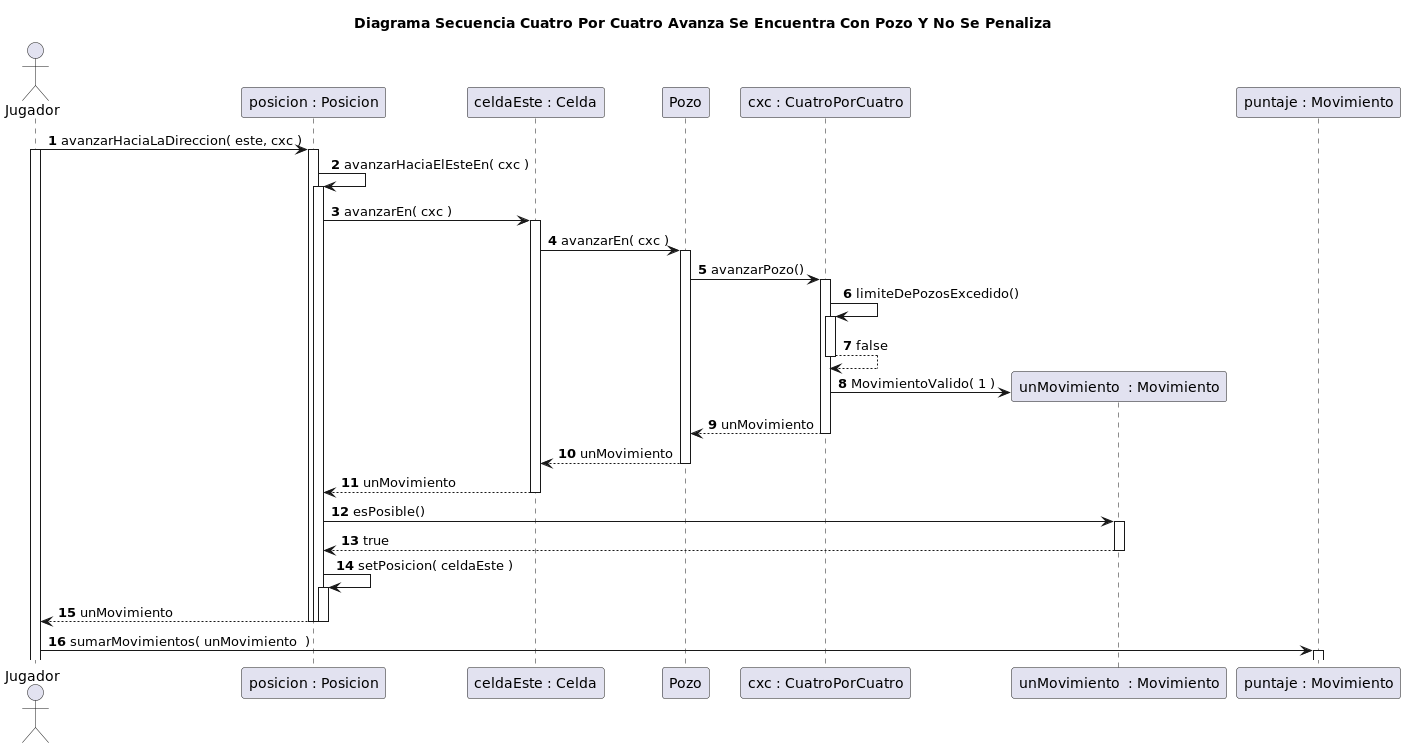 Diagrama Secuencia Cuatro Por Cuatro Avanza Se Encuentra Con Pozo Y No Se Penaliza
Jugador
posicion : Posicion
celdaEste : Celda
Pozo
cxc : CuatroPorCuatro
puntaje : Movimiento
1 avanzarHaciaLaDireccion( este, cxc )
2 avanzarHaciaElEsteEn( cxc )
3 avanzarEn( cxc )
4 avanzarEn( cxc )
5 avanzarPozo()
6 limiteDePozosExcedido()
7 false
8 MovimientoValido( 1 )
unMovimiento  : Movimiento
9 unMovimiento
10 unMovimiento
11 unMovimiento
12 esPosible()
13 true
14 setPosicion( celdaEste )
15 unMovimiento
16 sumarMovimientos( unMovimiento  )
Jugador
posicion : Posicion
celdaEste : Celda
Pozo
cxc : CuatroPorCuatro
unMovimiento  : Movimiento
puntaje : Movimiento